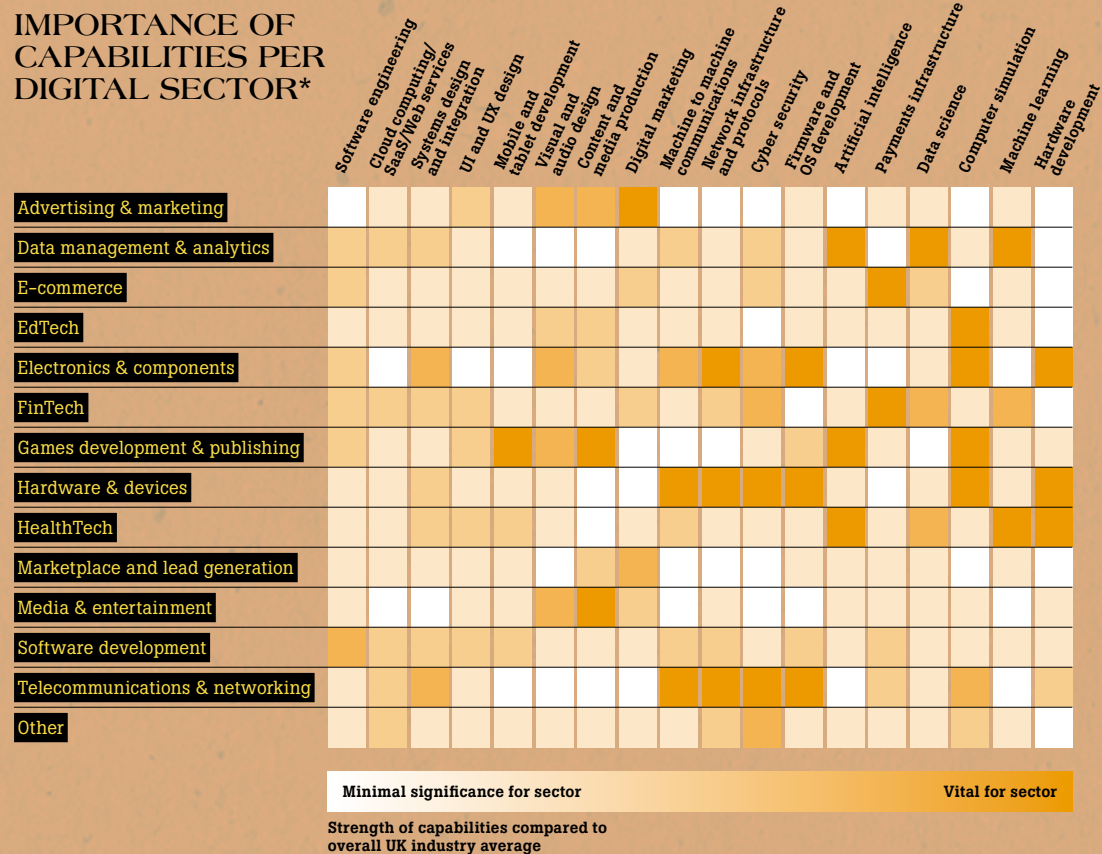 IMPORTANCE OF
CAPABILITIES PER
DIGITAL SECTOR*
Software engineering
Cloud computing/
SaaS/Web services
Systems design
and integration
UI and UX design
Mobile and
tablet development
Visual and
audio design
Content and
media production
Digital marketing
Machine to machine
communications
Network infrastructure
and protocols
Cyber security
Firmware and
OS development
Artificial intelligence
Payments infrastructure
Data science
Computer simulation
Machine learning
Hardware
development
Advertising & marketing
Data management & analytics
E-commerce
EdTech
Electronics & components
FinTech
Games development & publishing
Hardware & devices
HealthTech
Marketplace and lead generation
Media & entertainment
Software development
Telecommunications & networking
Other
Minimal significance for sector
Vital for sector
Strength of capabilities compared to
overall UK industry average